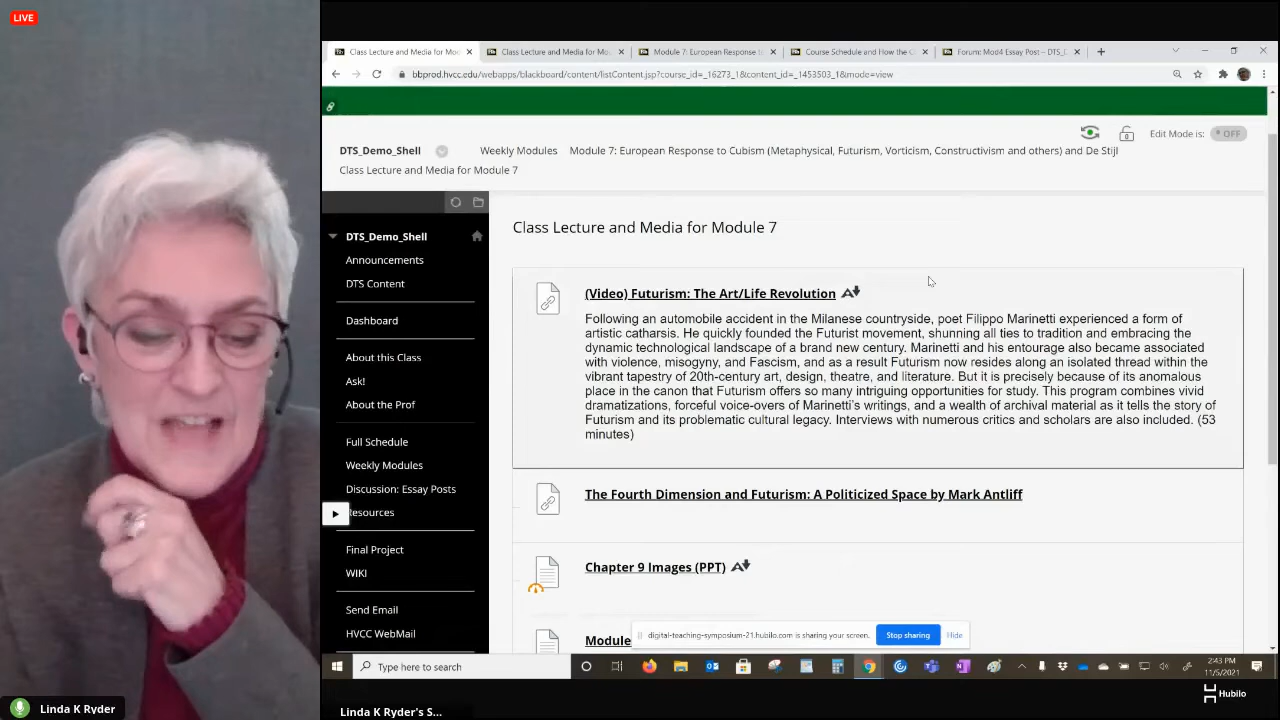 LIVE
Class Lecture and Media for Mod
Class Lecture and Media for Mo
Module 7: European Response t
Course Schedule and How the C
Forum: Mod4 Essay Post – DTS_D
bbprod.hvcc.edu/webapps/blackboard/content/listContent.jsp?course_id=_16273_1&content_id=_1453503_1&mode=view
Edit Mode is: OFF
DTS_Demo_Shell Weekly Modules Module 7: European Response to Cubism (Metaphysical, Futurism, Vorticism, Constructivism and others) and De Stijl
Class Lecture and Media for Module 7
DTS_Demo_Shell
Announcements
DTS Content
Dashboard
About this Class
Ask!
About the Prof
Full Schedule
Weekly Modules
Discussion: Essay Posts
esources
Final Project
WIKI
Send Email
HVCC WebMail
Class Lecture and Media for Module 7
(Video) Futurism: The Art/Life Revolution
Following an automobile accident in the Milanese countryside, poet Filippo Marinetti experienced a form of
artistic catharsis. He quickly founded the Futurist movement, shunning all ties to tradition and embracing the
dynamic technological landscape of a brand new century. Marinetti and his entourage also became associated
with violence, misogyny, and Fascism, and as a result Futurism now resides along an isolated thread within the
vibrant tapestry of 20th-century art, design, theatre, and literature. But it is precisely because of its anomalous
place in the canon that Futurism offers so many intriguing opportunities for study. This program combines vivid
dramatizations, forceful voice-overs of Marinetti's writings, and a wealth of archival material as it tells the story of
Futurism and its problematic cultural legacy. Interviews with numerous critics and scholars are also included. (53
minutes)
The Fourth Dimension and Futurism: A Politicized Space by Mark Antliff
Chapter 9 Images (PPT)
Module
digital-teaching-symposium-21.hubilo.com is sharing your screen. Stop sharing Hide
Type here to search
2:43 PM
11/5/2021
Linda K Ryder
Linda K Ryder's S...
Hubilo